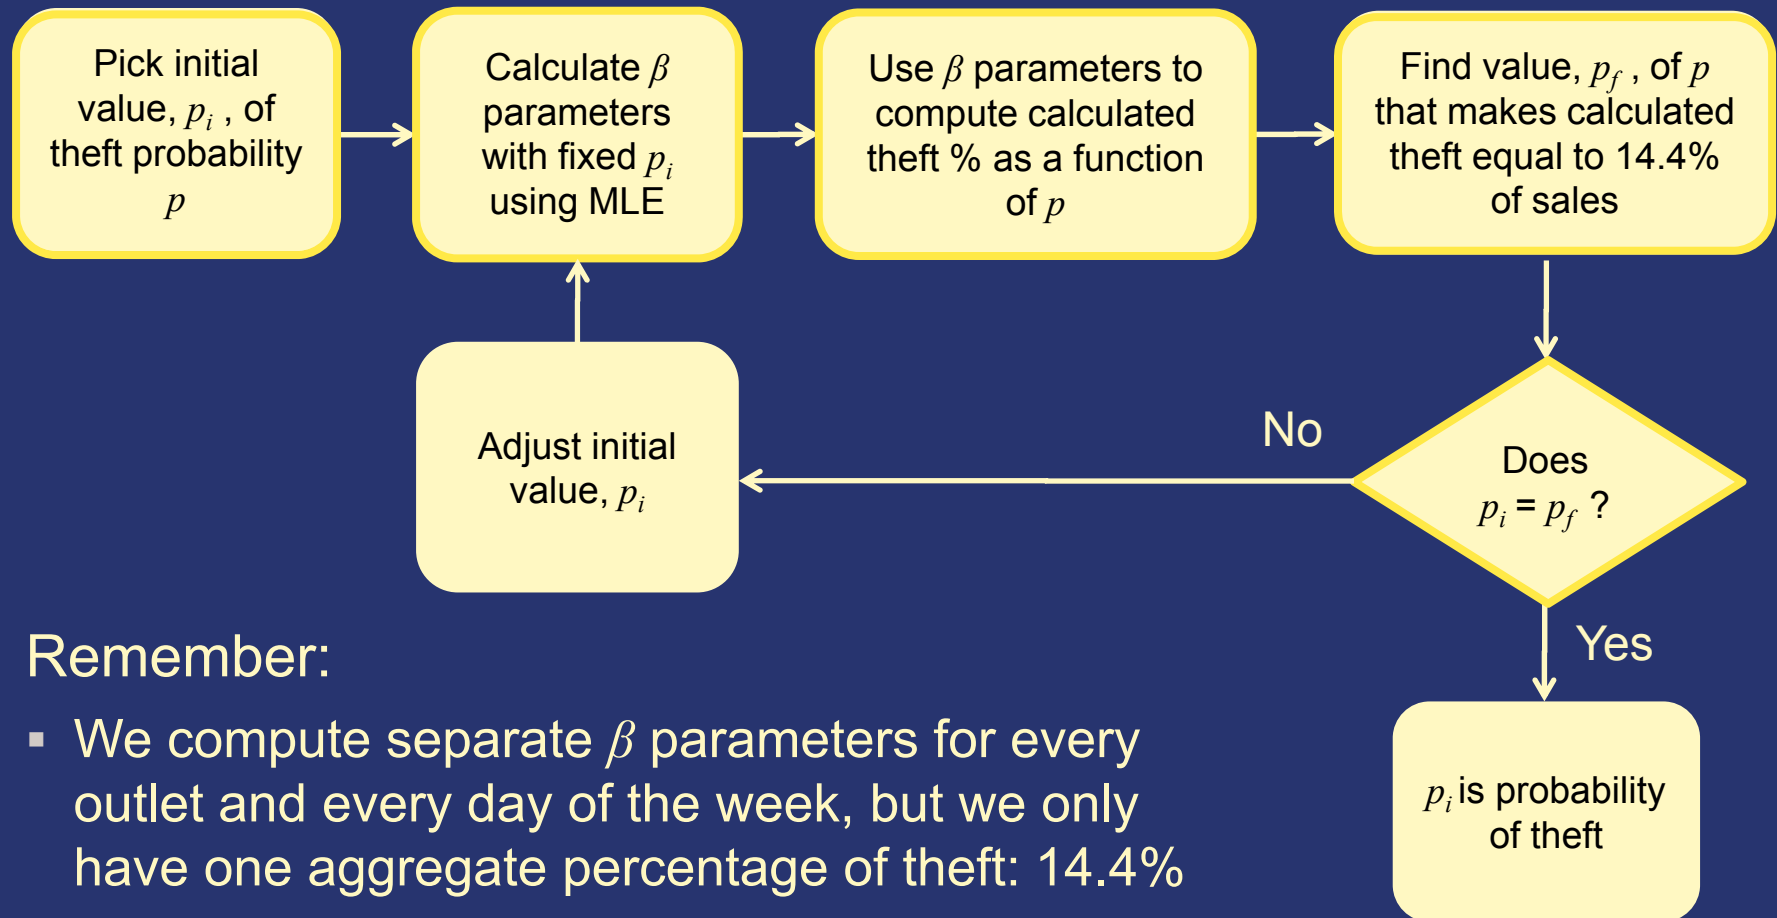 Pick initial
value, pᵢ , of
theft probability
p
Calculate β
parameters
with fixed pᵢ
using MLE
Use β parameters to
compute calculated
theft % as a function
of p
Find value, p_f , of p
that makes calculated
theft equal to 14.4%
of sales
Adjust initial
value, pᵢ
No
Does
pᵢ = p_f ?
Yes
Remember:
▪ We compute separate β parameters for every
outlet and every day of the week, but we only
have one aggregate percentage of theft: 14.4%
pᵢ is probability
of theft